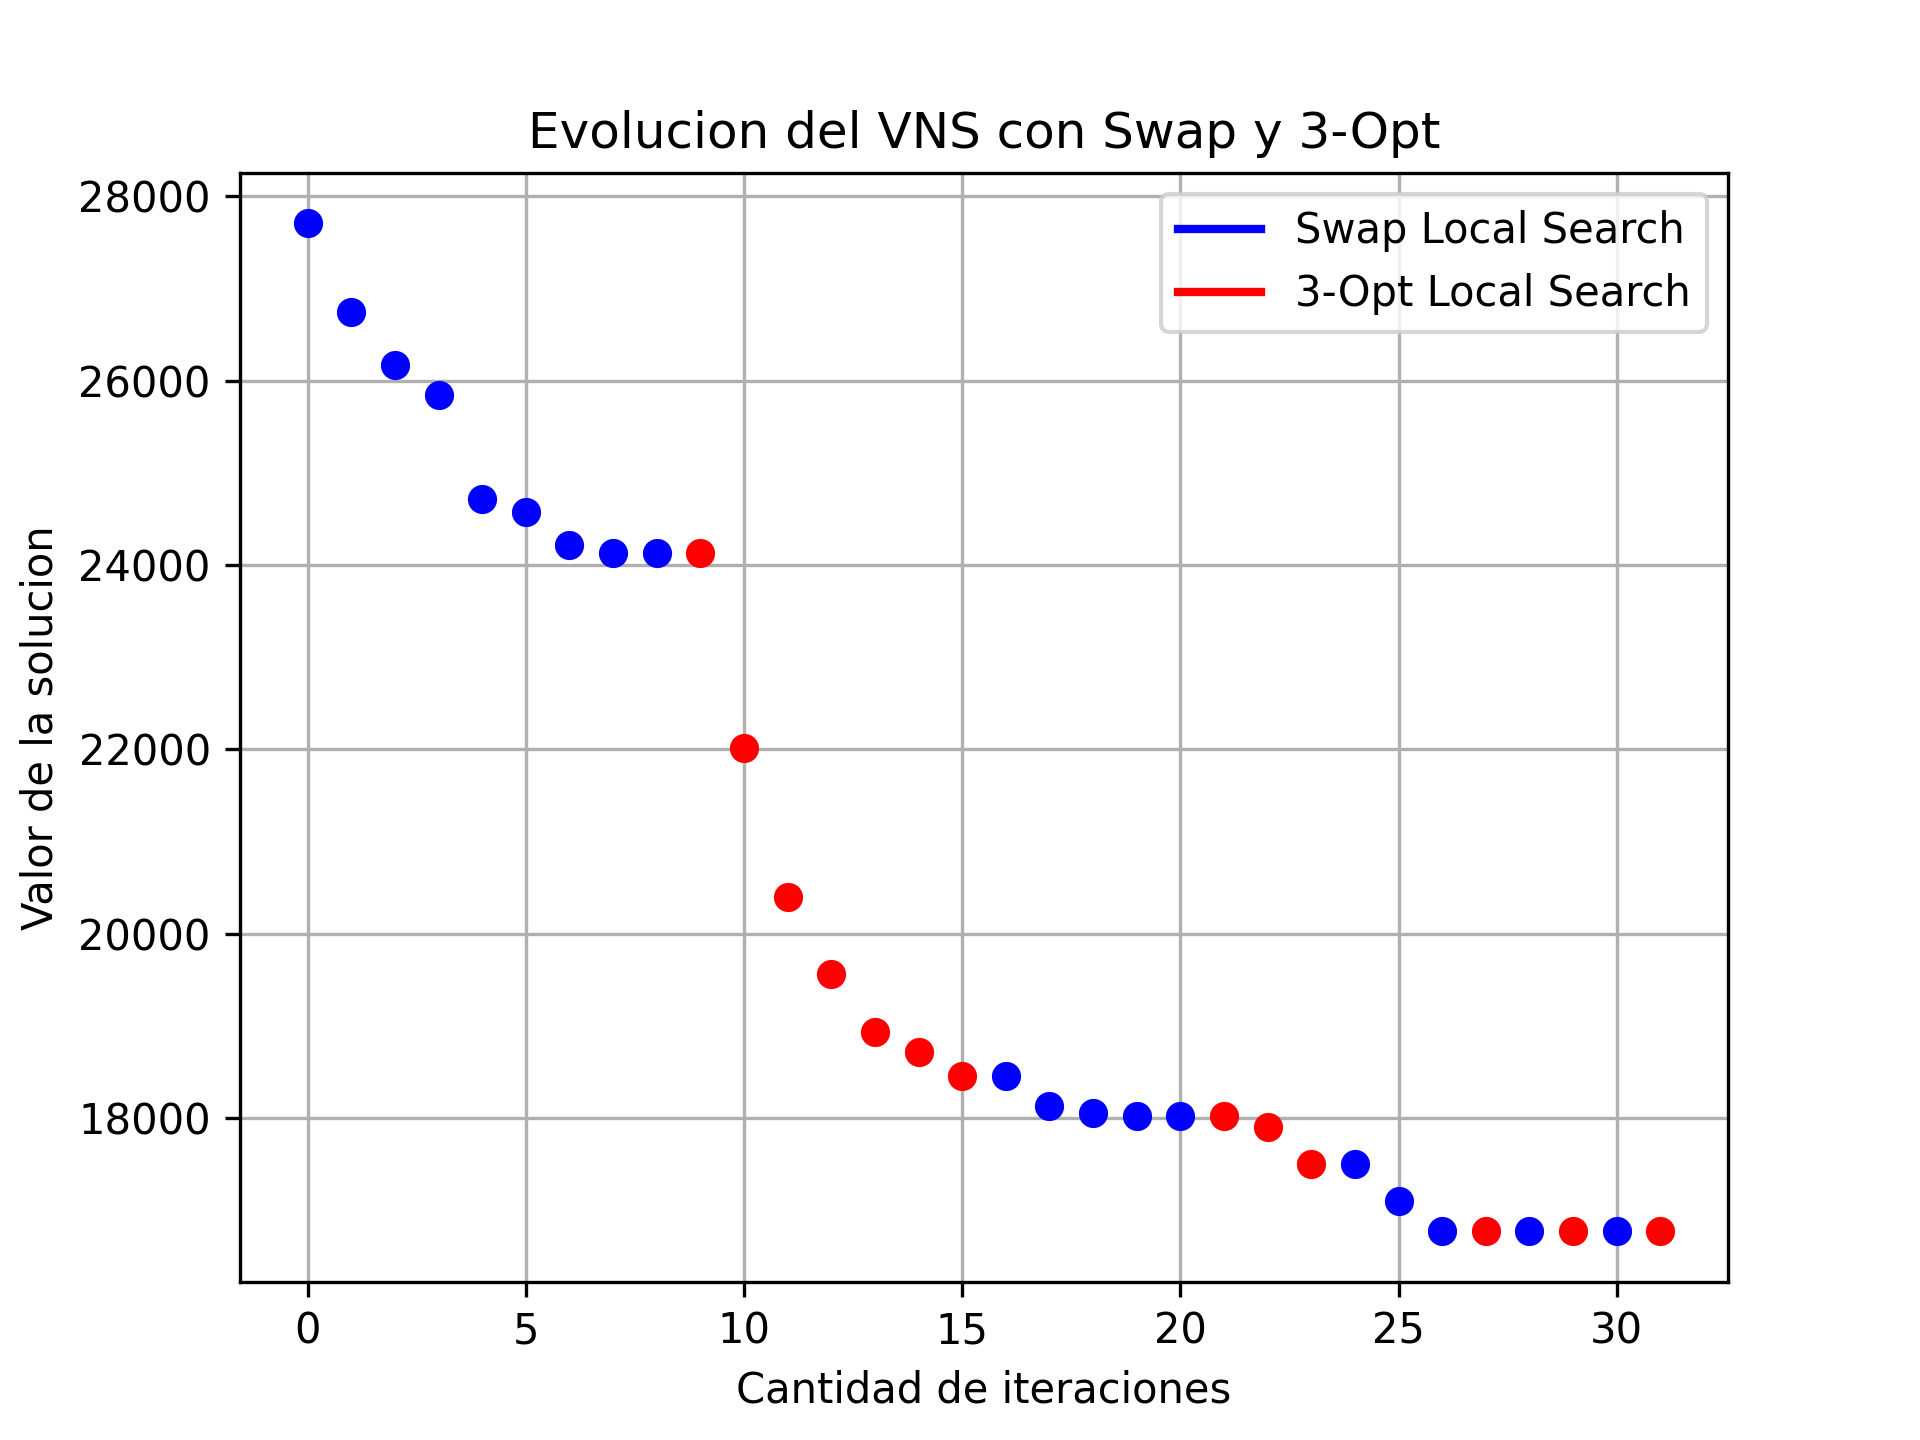 Evolucion del VNS con Swap y 3-Opt
Swap Local Search
3-Opt Local Search
Valor de la solucion
28000
26000
24000
22000
20000
18000
0 5 10 15 20 25 30
Cantidad de iteraciones